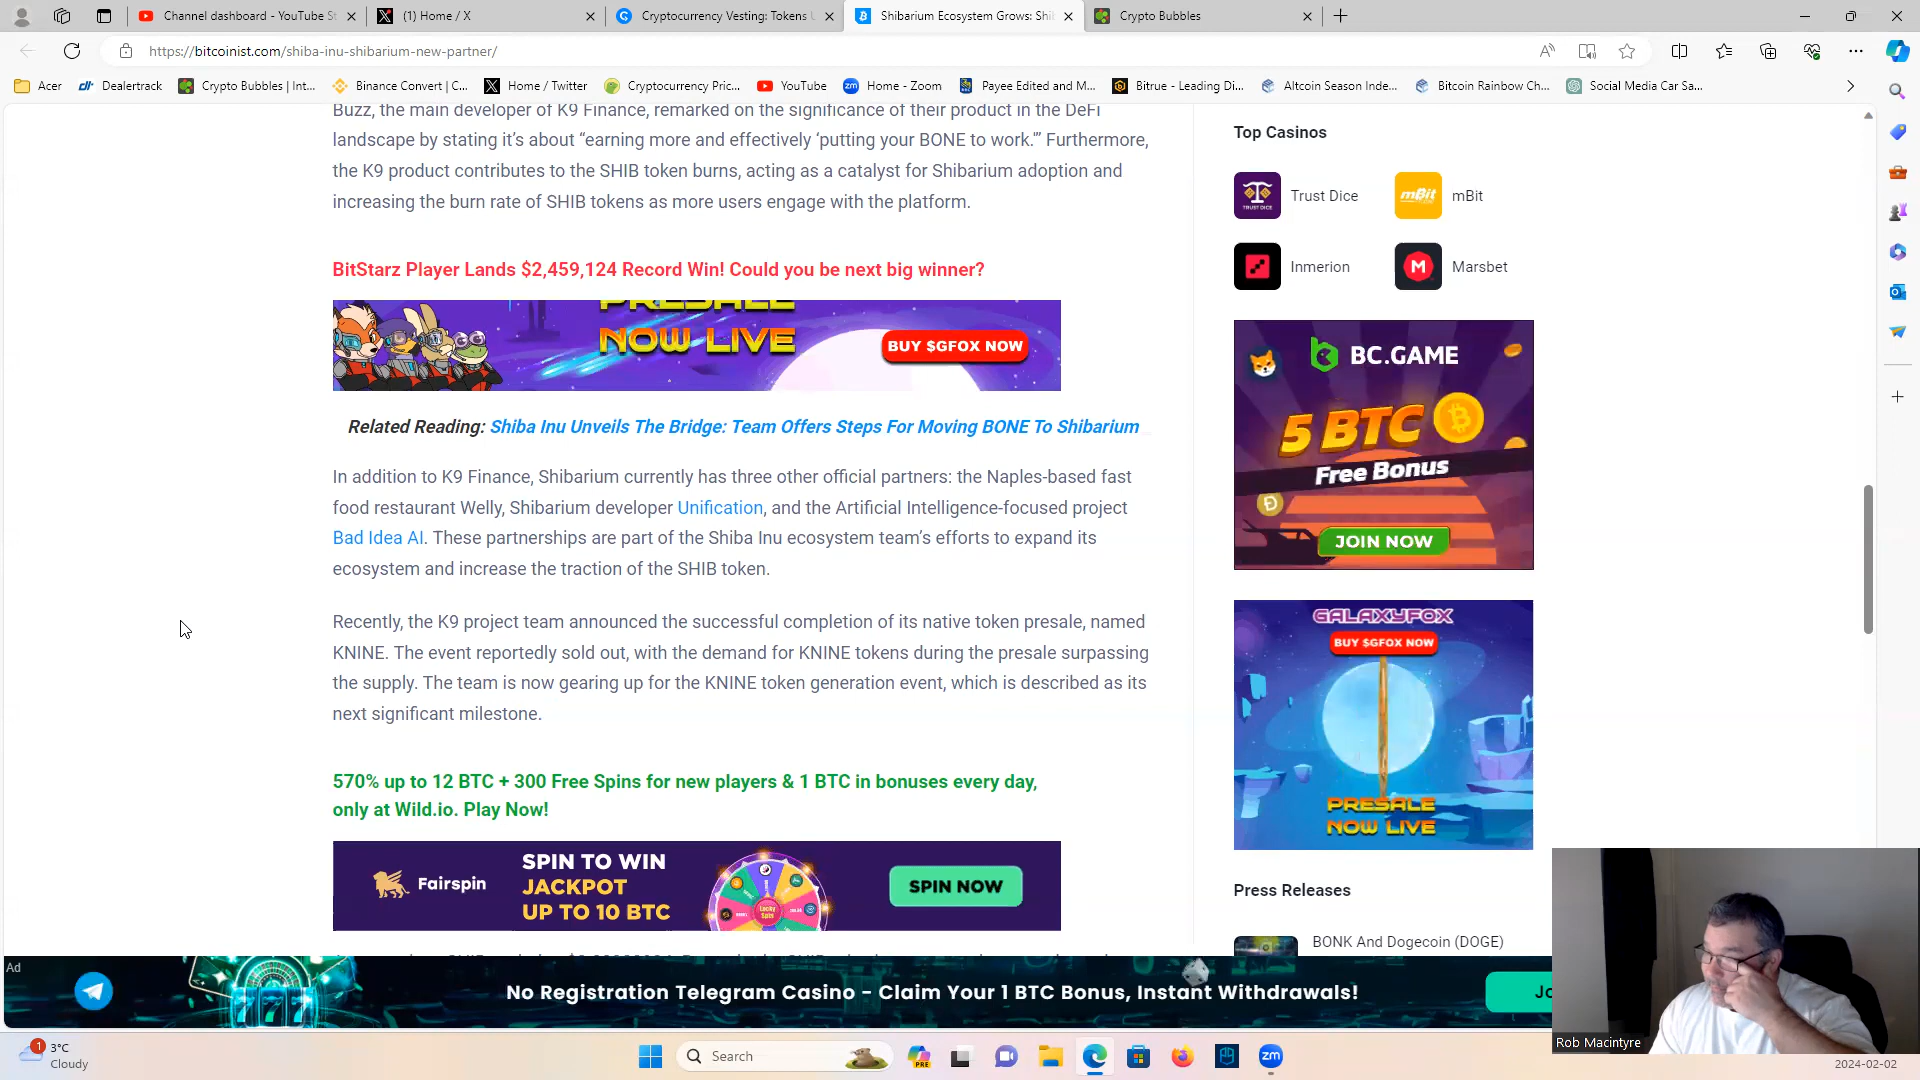 Channel dashboard - YouTube St
(1) Home / X
Cryptocurrency Vesting: Tokens U
Shibarium Ecosystem Grows: Shi
Crypto Bubbles
https://bitcoinist.com/shiba-inu-shibarium-new-partner/
Acer
Dealertrack
Crypto Bubbles | Int...
Binance Convert | C...
Home / Twitter
Cryptocurrency Pric...
YouTube
Home - Zoom
Payee Edited and M...
Bitrue - Leading Di...
Altcoin Season Inde...
Bitcoin Rainbow Ch...
Social Media Car Sa...
Buzz, the main developer of K9 Finance, remarked on the significance of their product in the DeFi
landscape by stating it’s about “earning more and effectively ‘putting your BONE to work.’” Furthermore,
the K9 product contributes to the SHIB token burns, acting as a catalyst for Shibarium adoption and
increasing the burn rate of SHIB tokens as more users engage with the platform.
BitStarz Player Lands $2,459,124 Record Win! Could you be next big winner?
PRESALE
NOW LIVE
BUY $GFOX NOW
Related Reading: Shiba Inu Unveils The Bridge: Team Offers Steps For Moving BONE To Shibarium
In addition to K9 Finance, Shibarium currently has three other official partners: the Naples-based fast
food restaurant Welly, Shibarium developer Unification, and the Artificial Intelligence-focused project
Bad Idea AI. These partnerships are part of the Shiba Inu ecosystem team’s efforts to expand its
ecosystem and increase the traction of the SHIB token.
Recently, the K9 project team announced the successful completion of its native token presale, named
KNINE. The event reportedly sold out, with the demand for KNINE tokens during the presale surpassing
the supply. The team is now gearing up for the KNINE token generation event, which is described as its
next significant milestone.
570% up to 12 BTC + 300 Free Spins for new players & 1 BTC in bonuses every day,
only at Wild.io. Play Now!
Fairspin
SPIN TO WIN
JACKPOT
UP TO 10 BTC
Lucky
Spin
SPIN NOW
Top Casinos
TRUST DICE
Trust Dice
mBit
mBit
Inmerion
Marsbet
BC.GAME
5 BTC
Free Bonus
JOIN NOW
GALAXYFOX
BUY $GFOX NOW
PRESALE
NOW LIVE
Press Releases
BONK And Dogecoin (DOGE)
Ad
777
No Registration Telegram Casino - Claim Your 1 BTC Bonus, Instant Withdrawals!
Jo
Rob Macintyre
1
3°C
Cloudy
Search
PRE
zm
2024-02-02